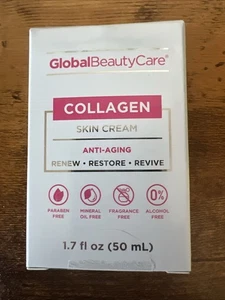 GlobalBeautyCare®
COLLAGEN
SKIN CREAM
ANTI-AGING
RENEW • RESTORE • REVIVE
PARABEN FREE
MINERAL OIL FREE
FRAGRANCE FREE
0%
ALCOHOL FREE
1.7 fl oz (50 mL)